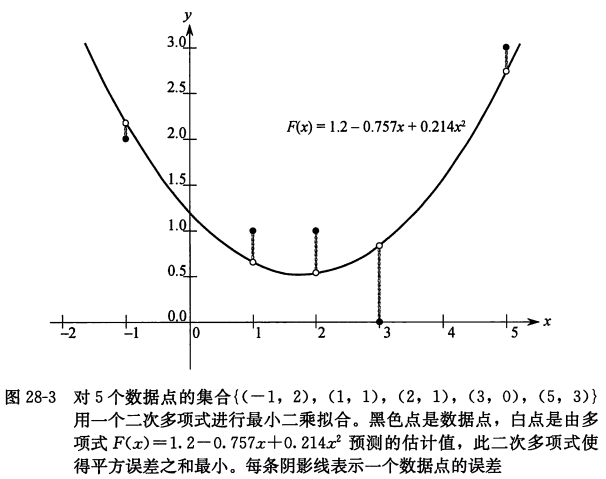 y
3.0
2.5
F(x) = 1.2 − 0.757x + 0.214x²
2.0
1.5
1.0
0.5
0.0
x
−2 −1 0 1 2 3 4 5
图 28-3 对 5 个数据点的集合{(−1, 2), (1, 1), (2, 1), (3, 0), (5, 3)}
用一个二次多项式进行最小二乘拟合。黑色点是数据点，白点是由多
项式 F(x)=1.2−0.757x+0.214x² 预测的估计值，此二次多项式使
得平方误差之和最小。每条阴影线表示一个数据点的误差